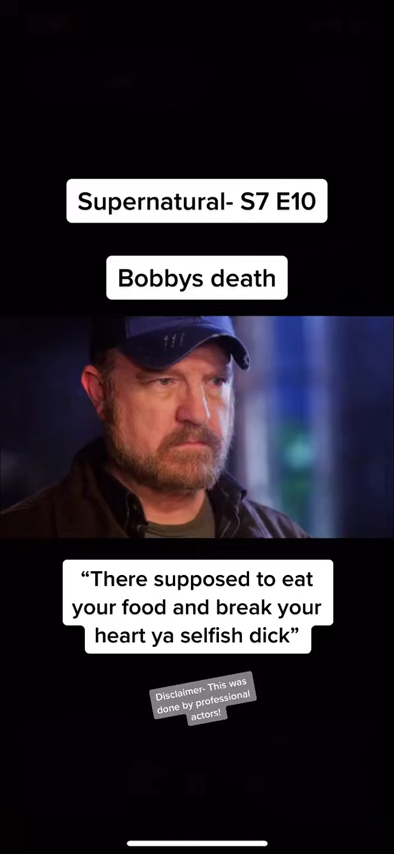 Supernatural- S7 E10
Bobbys death
“There supposed to eat
your food and break your
heart ya selfish dick”
Disclaimer- This was
done by professional
actors!